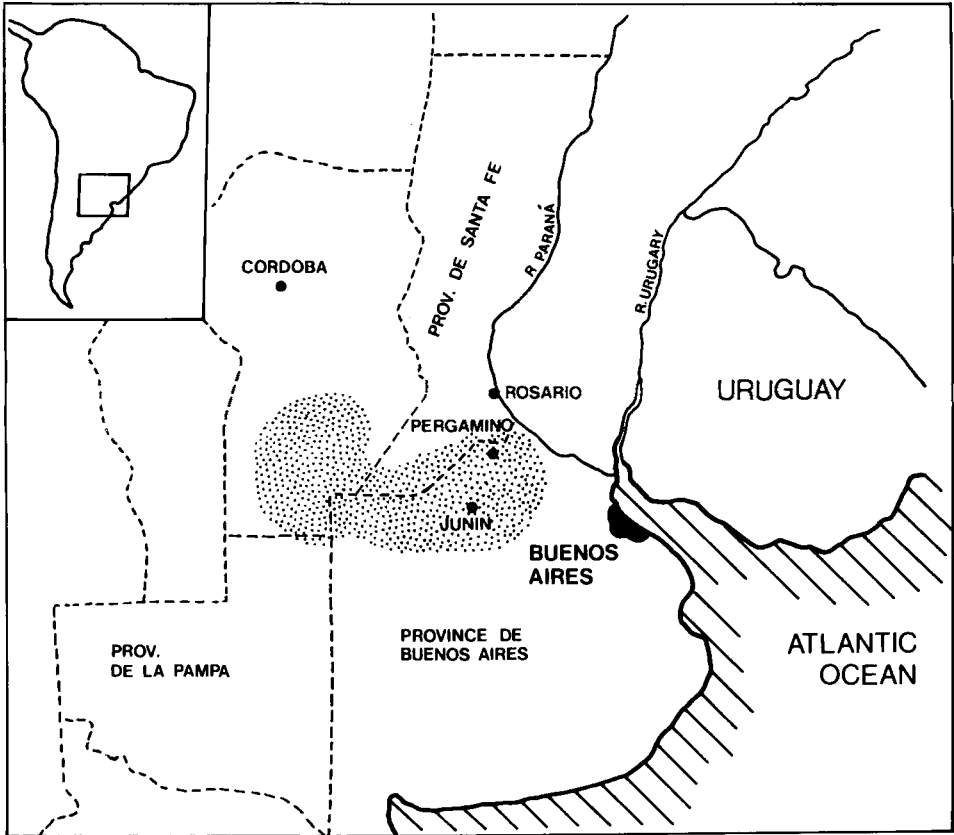 PROV. DE SANTA FE
R PARANÁ
R. URUGARY
CORDOBA
ROSARIO
URUGUAY
PERGAMINO
JUNIN
BUENOS
AIRES
PROV.
DE LA PAMPA
PROVINCE DE
BUENOS AIRES
ATLANTIC
OCEAN